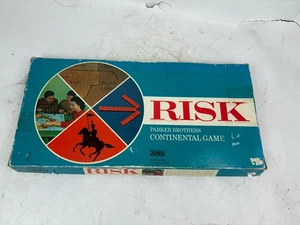 RISK
PARKER BROTHERS
CONTINENTAL GAME
RISK